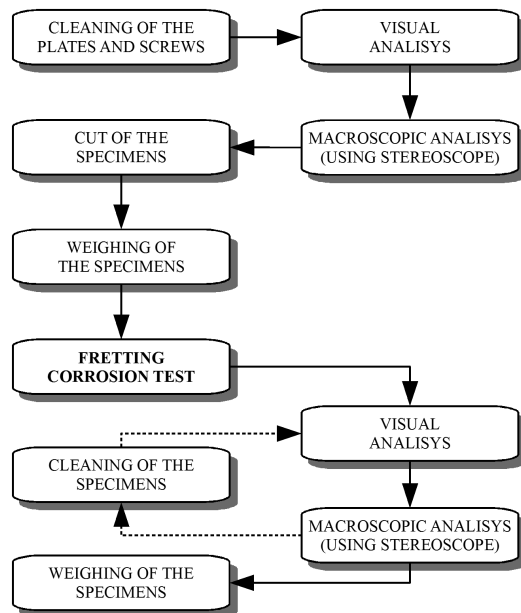 CLEANING OF THE
PLATES AND SCREWS
VISUAL
ANALISYS
MACROSCOPIC ANALISYS
(USING STEREOSCOPE)
CUT OF THE
SPECIMENS
WEIGHING OF
THE SPECIMENS
FRETTING
CORROSION TEST
VISUAL
ANALISYS
CLEANING OF THE
SPECIMENS
MACROSCOPIC ANALISYS
(USING STEREOSCOPE)
WEIGHING OF THE
SPECIMENS